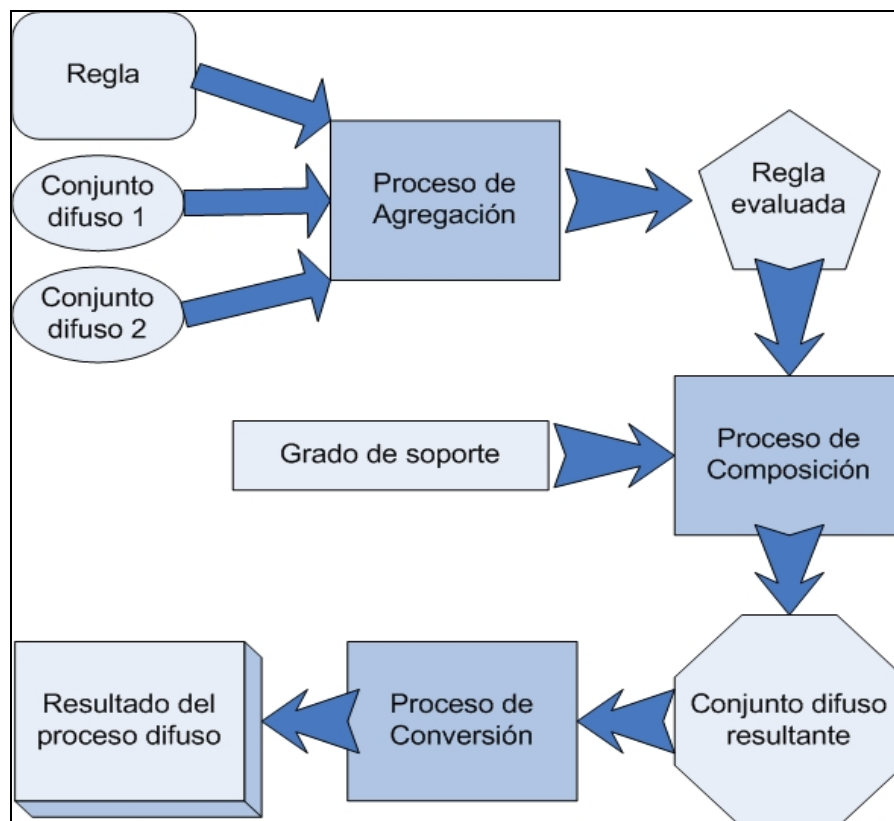 Regla
Conjunto
difuso 1
Conjunto
difuso 2
Proceso de
Agregación
Regla
evaluada
Grado de soporte
Proceso de
Composición
Conjunto difuso
resultante
Proceso de
Conversión
Resultado del
proceso difuso